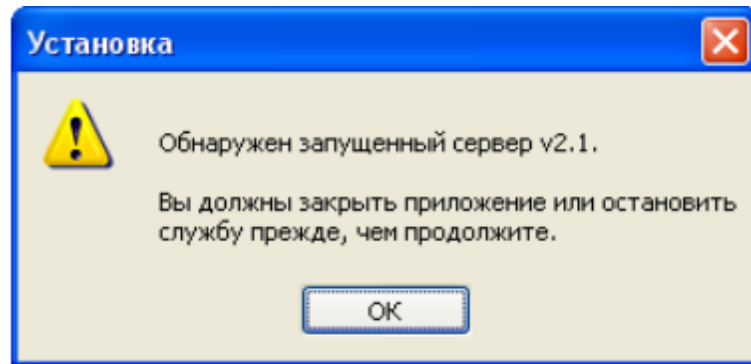 Установка
Обнаружен запущенный сервер v2.1.
Вы должны закрыть приложение или остановить
службу прежде, чем продолжите.
OK